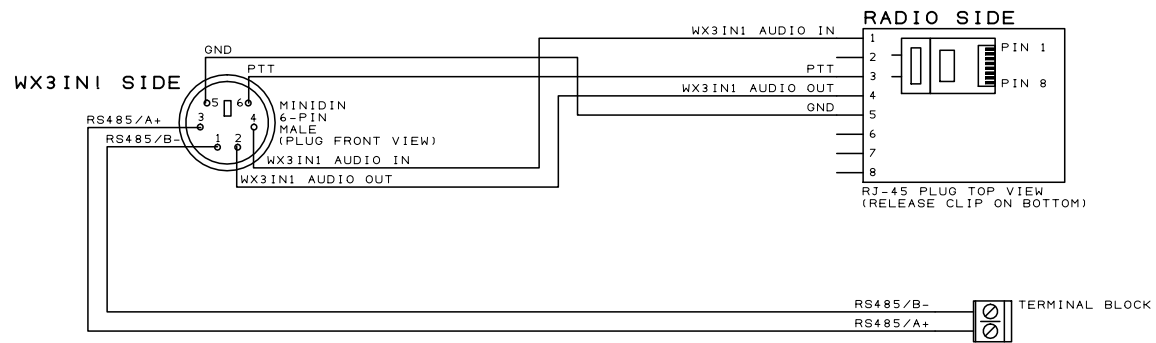 RADIO SIDE
WX3IN1 AUDIO IN
1
PIN 1
GND
2
PTT
PTT
3
WX3IN1 SIDE
WX3IN1 AUDIO OUT
4
PIN 8
5
6
MINIDIN
6-PIN
MALE
(PLUG FRONT VIEW)
GND
5
RS485/A+
3
4
6
RS485/B-
1
2
7
WX3IN1 AUDIO IN
8
WX3IN1 AUDIO OUT
RJ-45 PLUG TOP VIEW
(RELEASE CLIP ON BOTTOM)
RS485/B-
TERMINAL BLOCK
RS485/A+